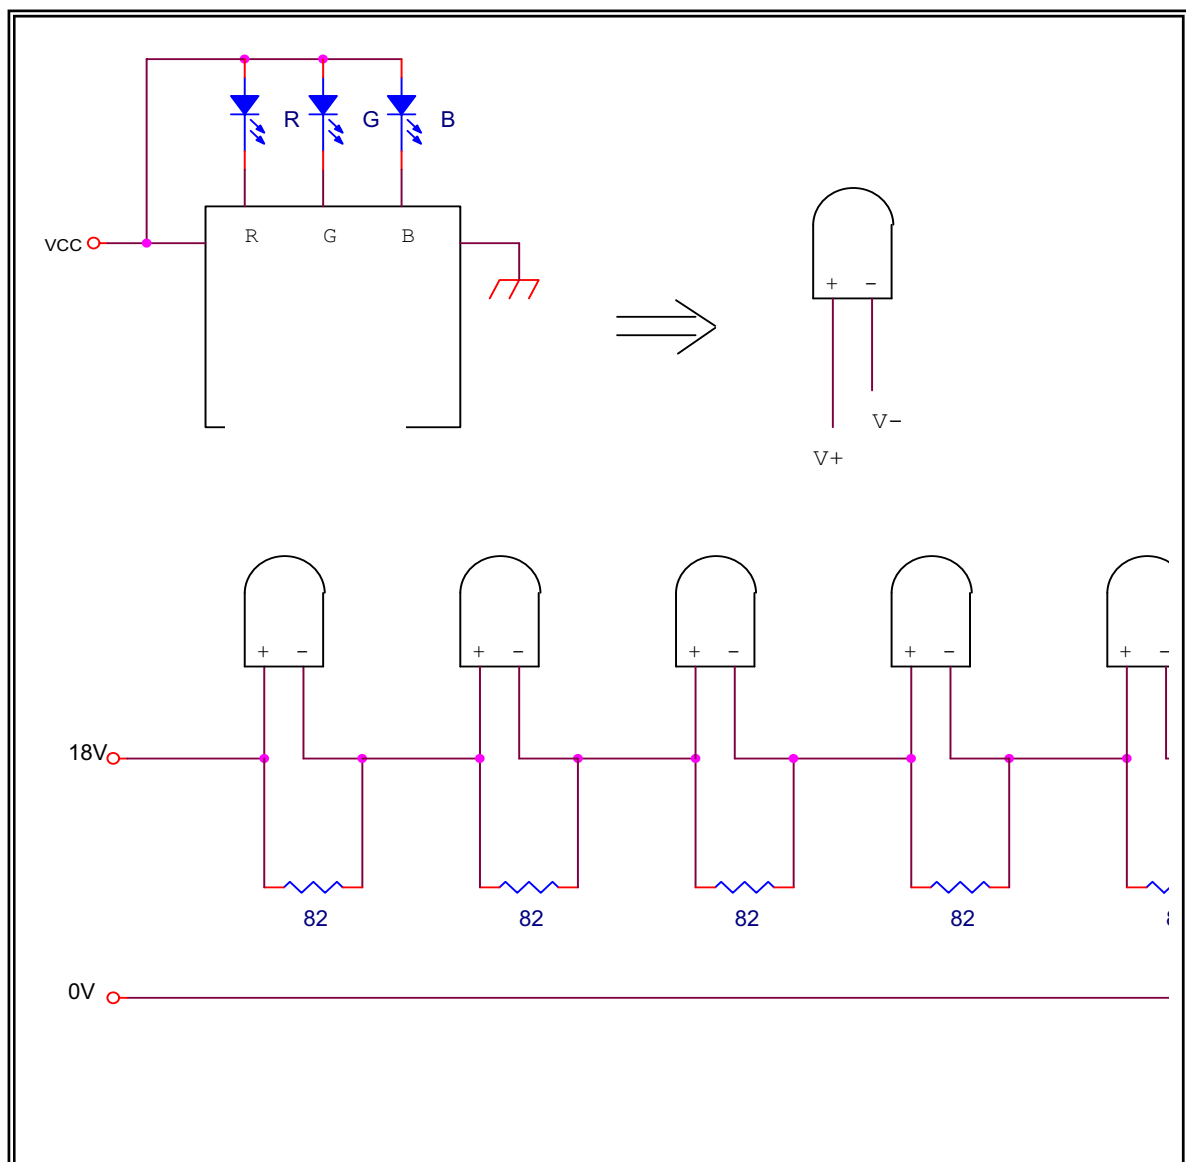 R G B
VCC
R G B
+ −
V−
V+
+ − + − + − + − + −
18V
82 82 82 82
0V